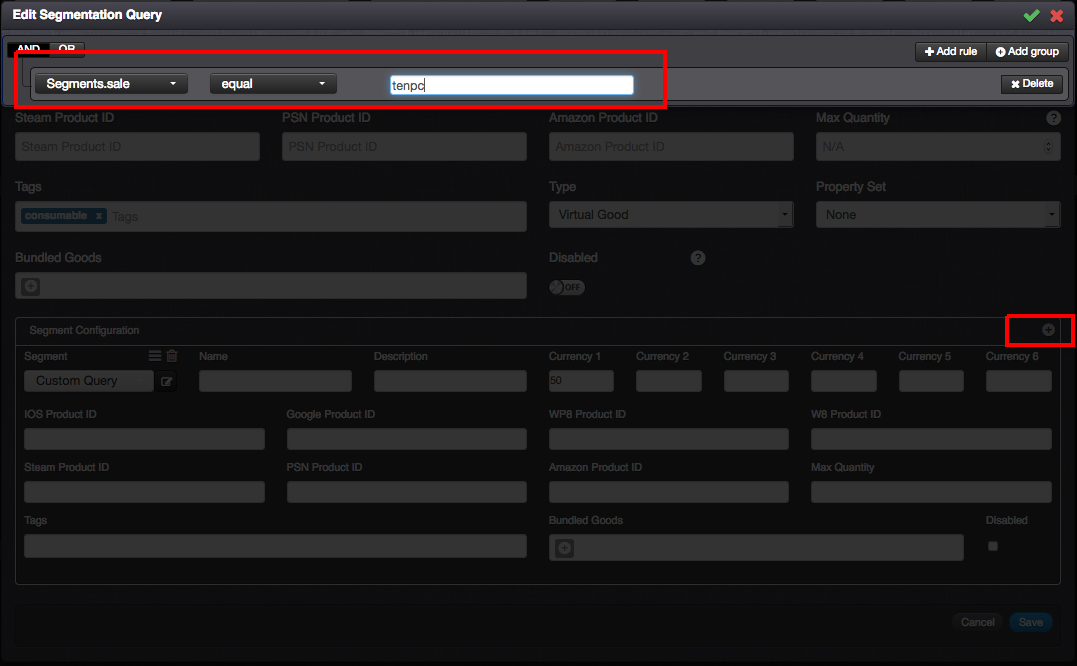 Edit Segmentation Query
AND OR
Add rule Add group
Segments.sale equal tenpc
Delete
Steam Product ID PSN Product ID Amazon Product ID Max Quantity ?
Steam Product ID PSN Product ID Amazon Product ID N/A
Tags Type Property Set
consumable x Tags Virtual Good None
Bundled Goods Disabled ?
OFF
Segment Configuration
Segment Name Description Currency 1 Currency 2 Currency 3 Currency 4 Currency 5 Currency 6
Custom Query 50
IOS Product ID Google Product ID WP8 Product ID W8 Product ID
Steam Product ID PSN Product ID Amazon Product ID Max Quantity
Tags Bundled Goods Disabled
Cancel Save